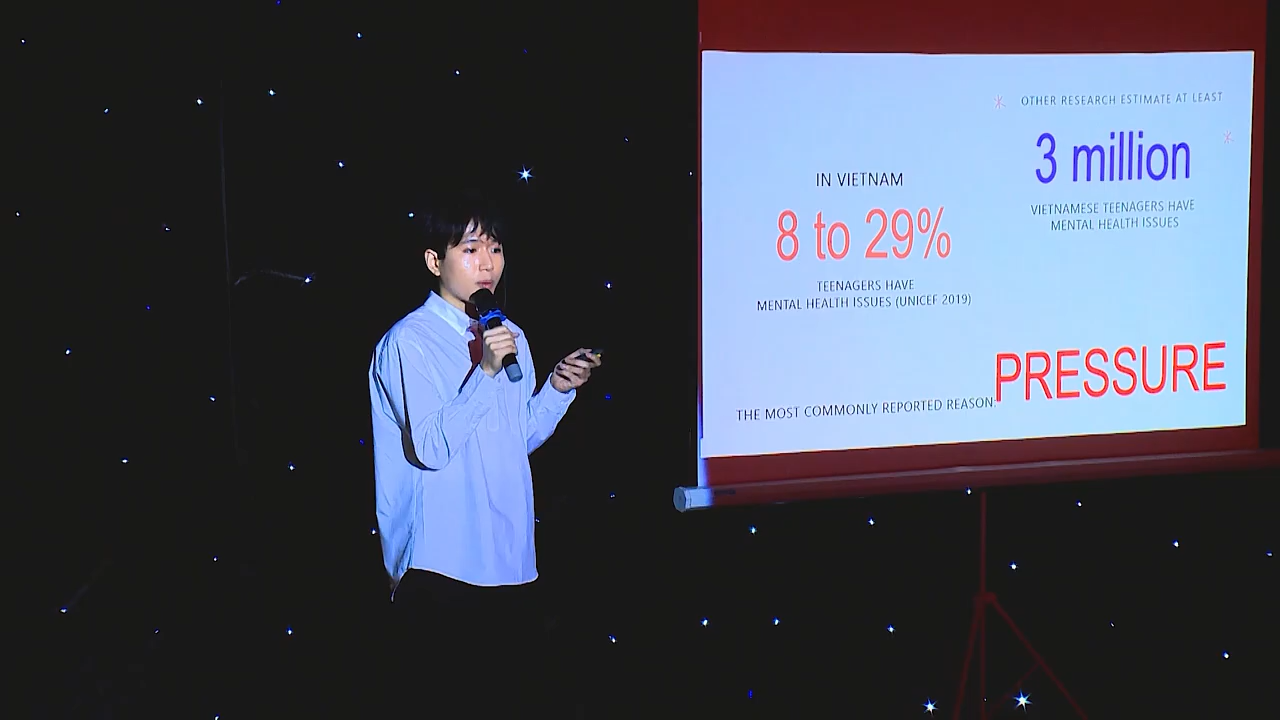 IN VIETNAM
8 to 29%
TEENAGERS HAVE
MENTAL HEALTH ISSUES (UNICEF 2019)
OTHER RESEARCH ESTIMATE AT LEAST
3 million
VIETNAMESE TEENAGERS HAVE
MENTAL HEALTH ISSUES
THE MOST COMMONLY REPORTED REASON: PRESSURE